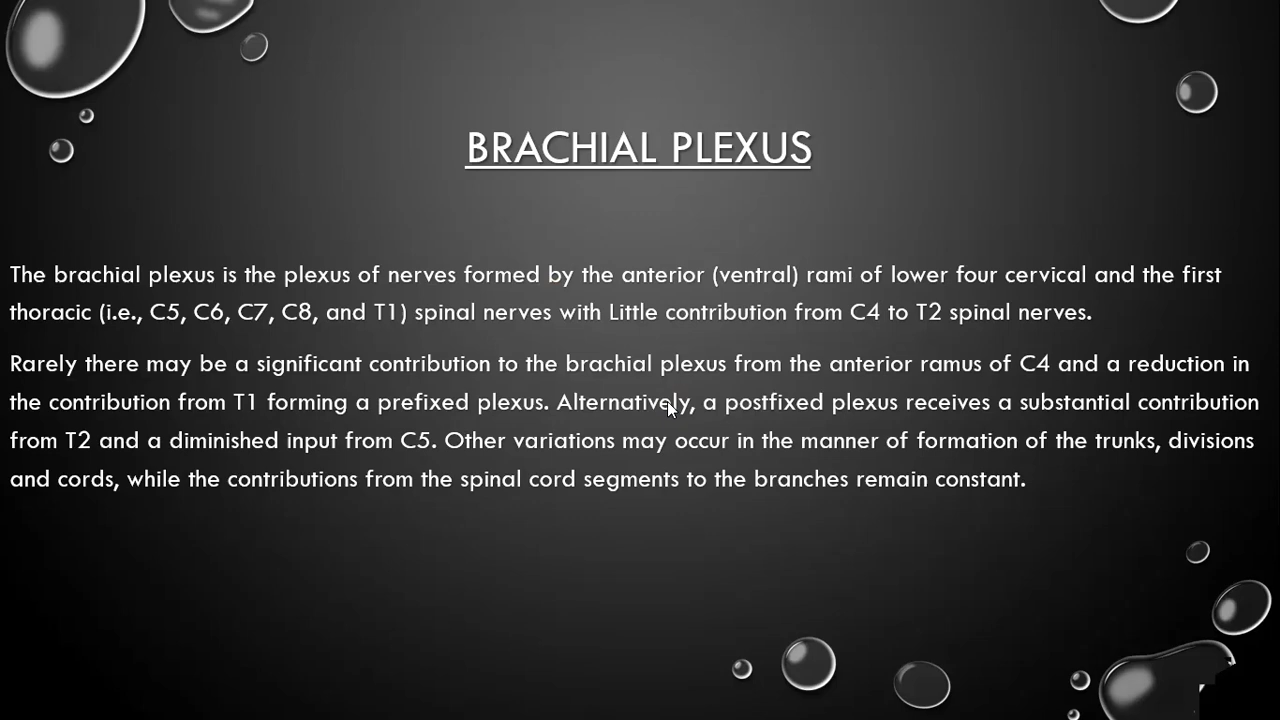 BRACHIAL PLEXUS
The brachial plexus is the plexus of nerves formed by the anterior (ventral) rami of lower four cervical and the first
thoracic (i.e., C5, C6, C7, C8, and T1) spinal nerves with Little contribution from C4 to T2 spinal nerves.
Rarely there may be a significant contribution to the brachial plexus from the anterior ramus of C4 and a reduction in
the contribution from T1 forming a prefixed plexus. Alternatively, a postfixed plexus receives a substantial contribution
from T2 and a diminished input from C5. Other variations may occur in the manner of formation of the trunks, divisions
and cords, while the contributions from the spinal cord segments to the branches remain constant.